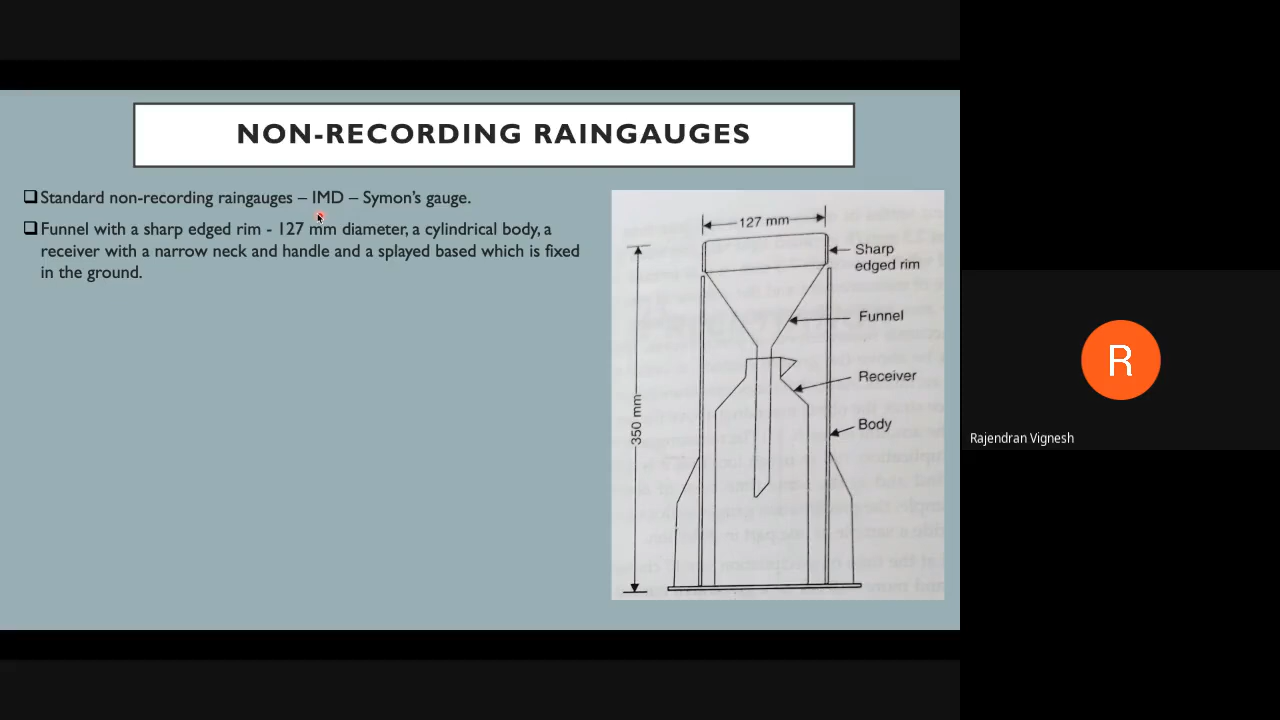 NON-RECORDING RAINGAUGES
Standard non-recording raingauges – IMD – Symon's gauge.
Funnel with a sharp edged rim - 127 mm diameter, a cylindrical body, a
receiver with a narrow neck and handle and a splayed based which is fixed
in the ground.
127 mm
Sharp
edged rim
Funnel
Receiver
Body
350 mm
R
Rajendran Vignesh